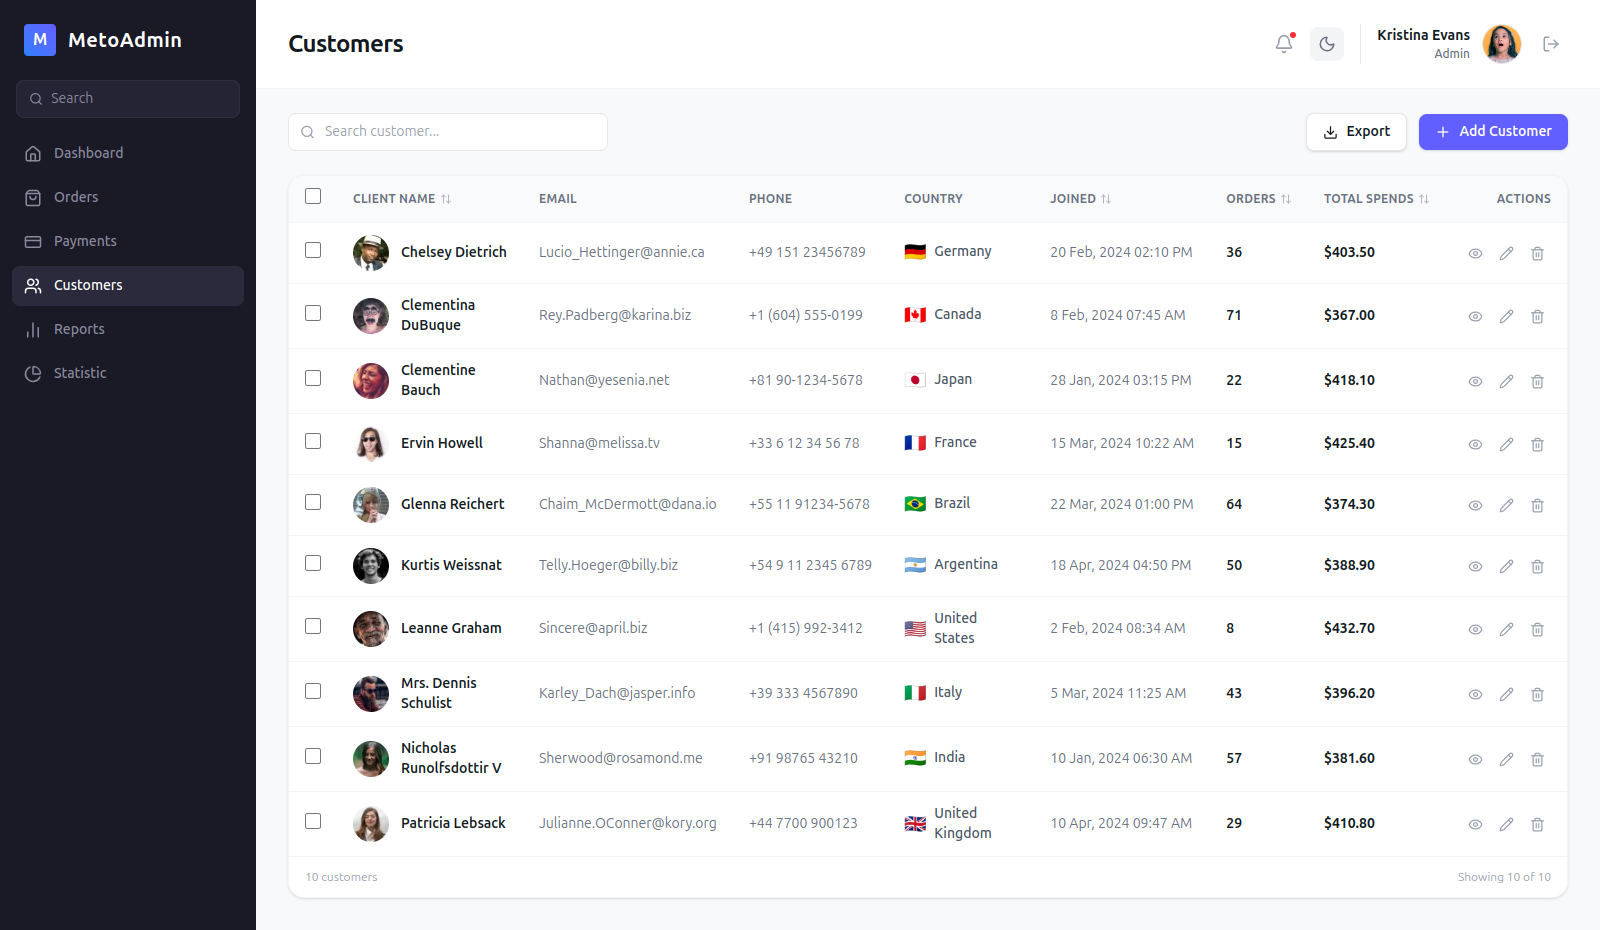 M MetoAdmin
Search
Dashboard
Orders
Payments
Customers
Reports
Statistic
Customers
Kristina Evans
Admin
Search customer...
Export
Add Customer
CLIENT NAME EMAIL PHONE COUNTRY JOINED ORDERS TOTAL SPENDS ACTIONS
Chelsey Dietrich Lucio_Hettinger@annie.ca +49 151 23456789 Germany 20 Feb, 2024 02:10 PM 36 $403.50
Clementina
DuBuque Rey.Padberg@karina.biz +1 (604) 555-0199 Canada 8 Feb, 2024 07:45 AM 71 $367.00
Clementine
Bauch Nathan@yesenia.net +81 90-1234-5678 Japan 28 Jan, 2024 03:15 PM 22 $418.10
Ervin Howell Shanna@melissa.tv +33 6 12 34 56 78 France 15 Mar, 2024 10:22 AM 15 $425.40
Glenna Reichert Chaim_McDermott@dana.io +55 11 91234-5678 Brazil 22 Mar, 2024 01:00 PM 64 $374.30
Kurtis Weissnat Telly.Hoeger@billy.biz +54 9 11 2345 6789 Argentina 18 Apr, 2024 04:50 PM 50 $388.90
Leanne Graham Sincere@april.biz +1 (415) 992-3412 United
States 2 Feb, 2024 08:34 AM 8 $432.70
Mrs. Dennis
Schulist Karley_Dach@jasper.info +39 333 4567890 Italy 5 Mar, 2024 11:25 AM 43 $396.20
Nicholas
Runolfsdottir V Sherwood@rosamond.me +91 98765 43210 India 10 Jan, 2024 06:30 AM 57 $381.60
Patricia Lebsack Julianne.OConner@kory.org +44 7700 900123 United
Kingdom 10 Apr, 2024 09:47 AM 29 $410.80
10 customers
Showing 10 of 10